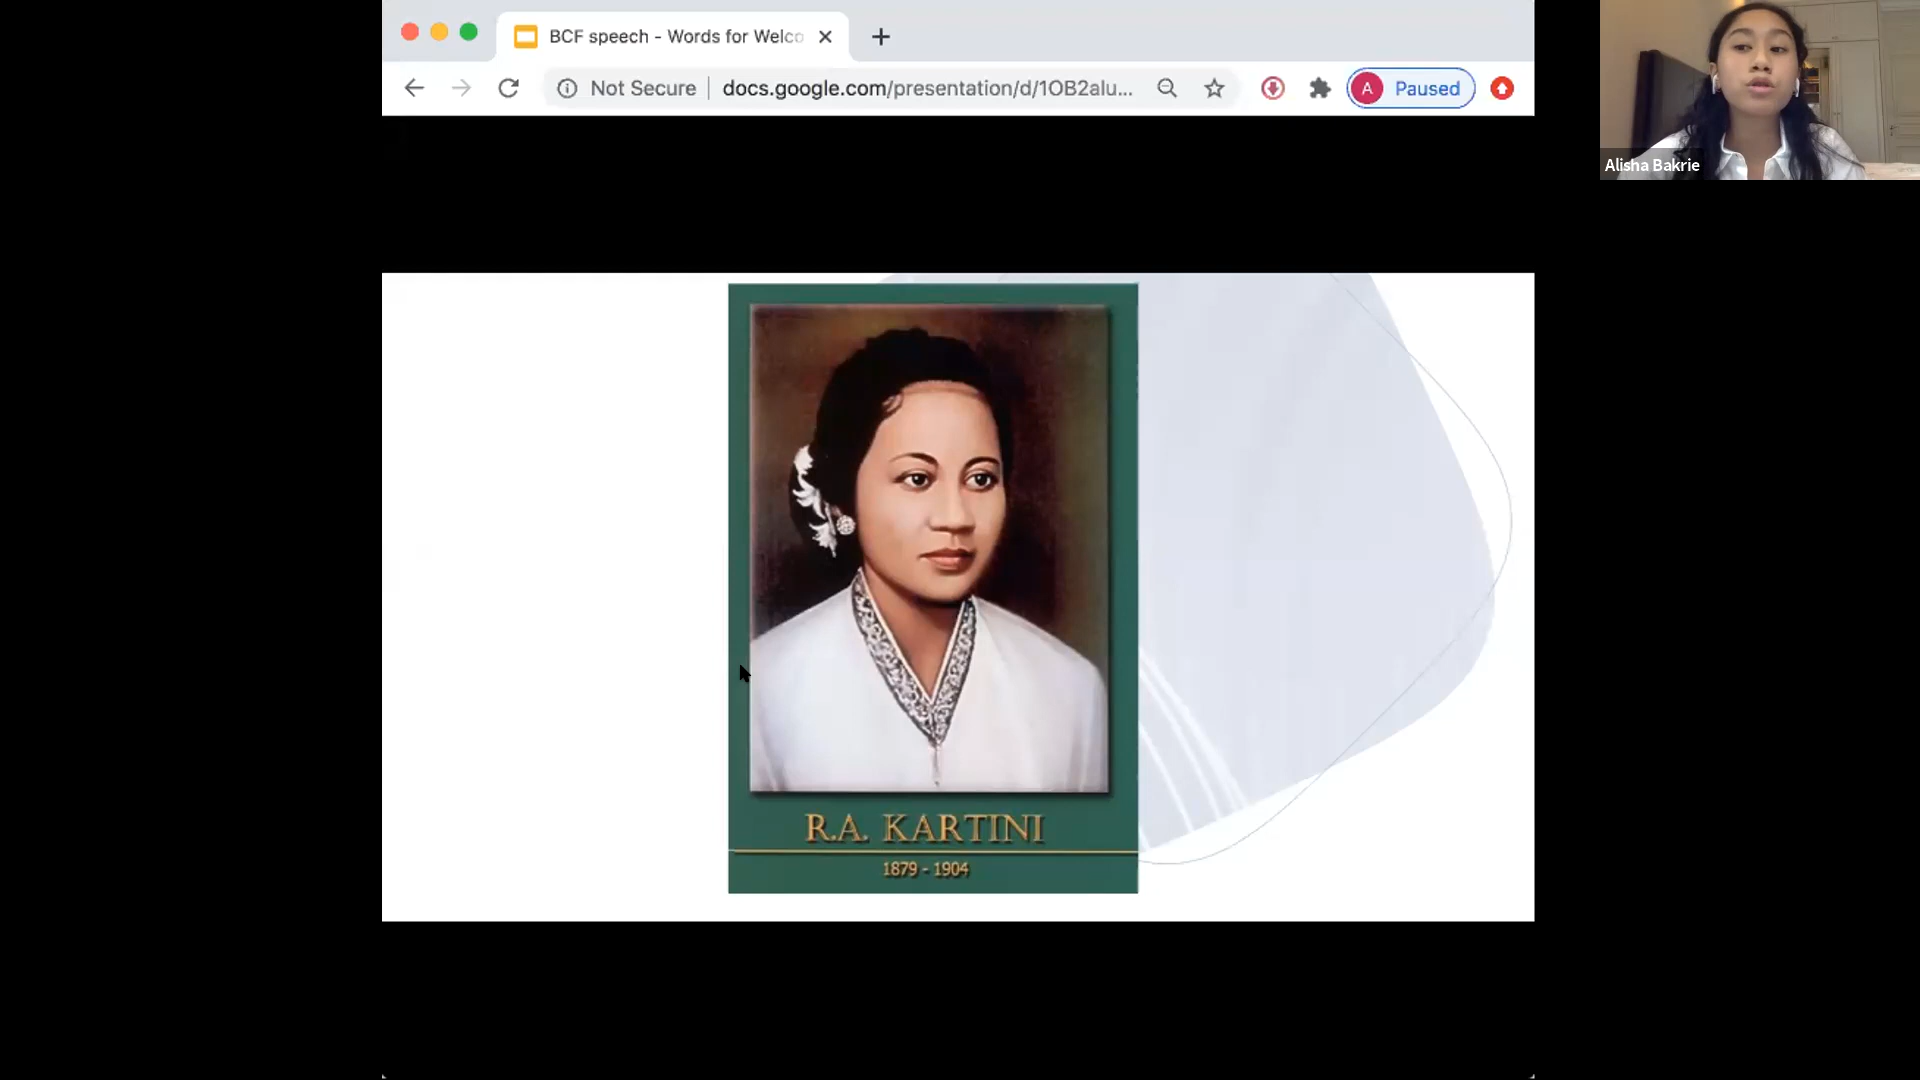 BCF speech - Words for Welco
Not Secure
docs.google.com/presentation/d/1OB2alu...
A
Paused
Alisha Bakrie
R.A. KARTINI
1879 - 1904